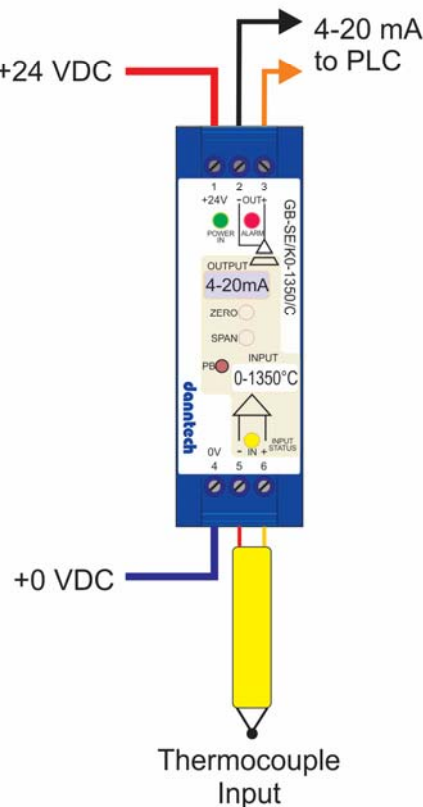 4-20 mA
to PLC
+24 VDC
1 2 3
+24V -OUT+
POWER
IN
ALARM
GB-SE/K0-1350/C
OUTPUT
4-20mA
ZERO
SPAN
PB
INPUT
0-1350°C
danntech
INPUT
STATUS
0V - IN +
4 5 6
+0 VDC
Thermocouple
Input